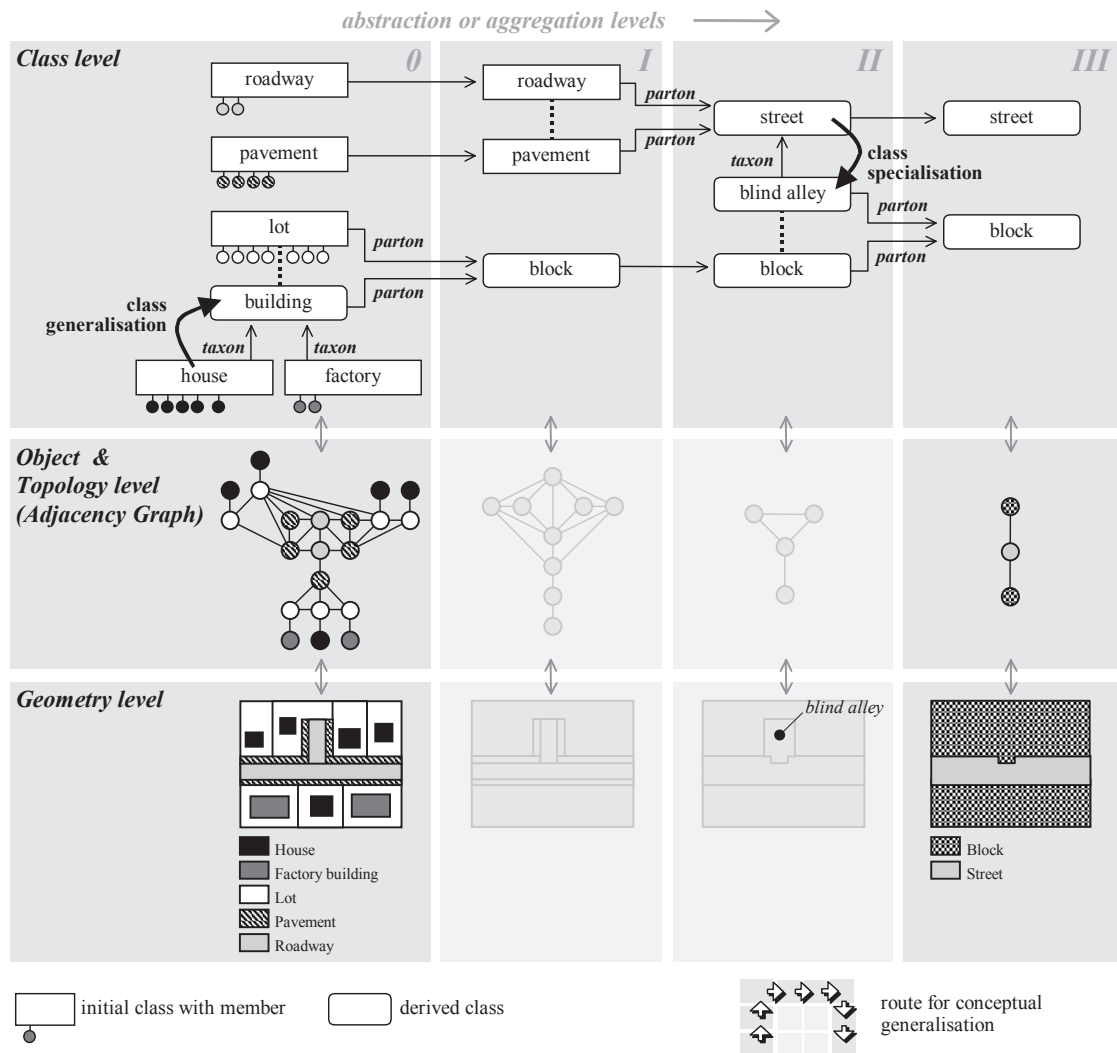 abstraction or aggregation levels
Class level
0
I
II
III
roadway
roadway
parton
street
street
pavement
pavement
parton
taxon
class
specialisation
blind alley
parton
lot
parton
block
building
parton
block
block
parton
class
generalisation
taxon
taxon
house
factory
Object &
Topology level
(Adjacency Graph)
Geometry level
blind alley
House
Factory building
Lot
Pavement
Roadway
Block
Street
initial class with member
derived class
route for conceptual
generalisation